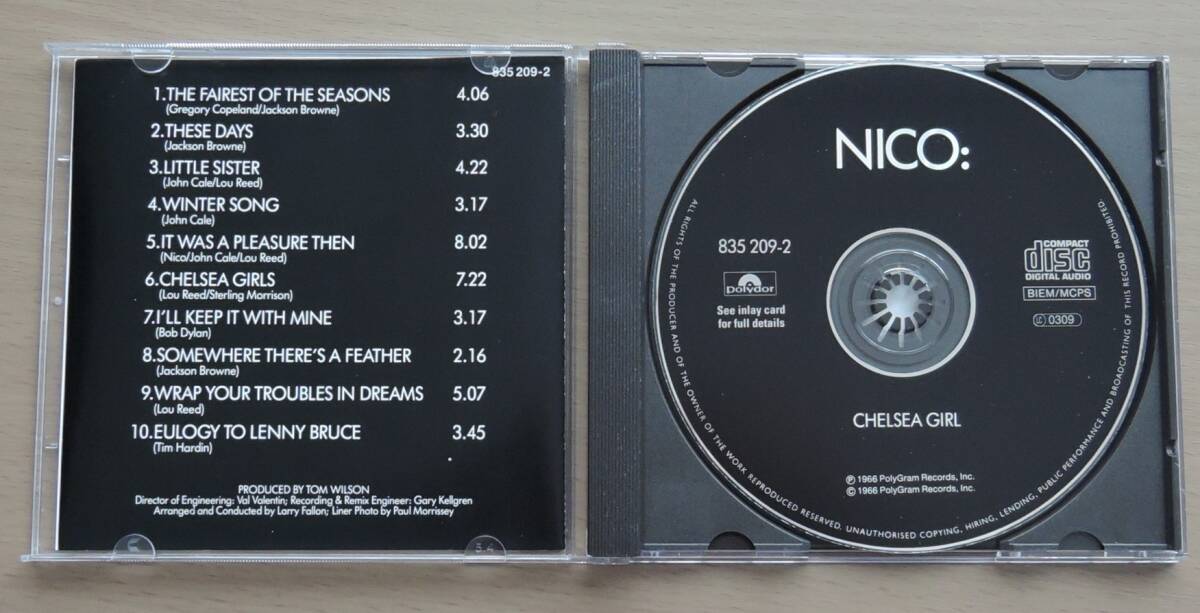 835 209-2
1.THE FAIREST OF THE SEASONS 4.06
(Gregory Copeland/Jackson Browne)
2.THESE DAYS 3.30
(Jackson Browne)
3.LITTLE SISTER 4.22
(John Cale/Lou Reed)
4.WINTER SONG 3.17
(John Cale)
5.IT WAS A PLEASURE THEN 8.02
(Nico/John Cale/Lou Reed)
6.CHELSEA GIRLS 7.22
(Lou Reed/Sterling Morrison)
7.I'LL KEEP IT WITH MINE 3.17
(Bob Dylan)
8.SOMEWHERE THERE'S A FEATHER 2.16
(Jackson Browne)
9.WRAP YOUR TROUBLES IN DREAMS 5.07
(Lou Reed)
10.EULOGY TO LENNY BRUCE 3.45
(Tim Hardin)
PRODUCED BY TOM WILSON
Director of Engineering: Val Valentin; Recording & Remix Engineer: Gary Kellgren
Arranged and Conducted by Larry Fallon; Liner Photo by Paul Morrissey
NICO:
835 209-2
Polydor
See inlay card
for full details
COMPACT
disc
DIGITAL AUDIO
BIEM/MCPS
LC 0309
CHELSEA GIRL
℗ 1966 PolyGram Records, Inc.
© 1966 PolyGram Records, Inc.
ALL RIGHTS OF THE PRODUCER AND OF THE OWNER OF THE WORK REPRODUCED RESERVED. UNAUTHORISED COPYING, HIRING, LENDING, PUBLIC PERFORMANCE AND BROADCASTING OF THIS RECORD PROHIBITED.